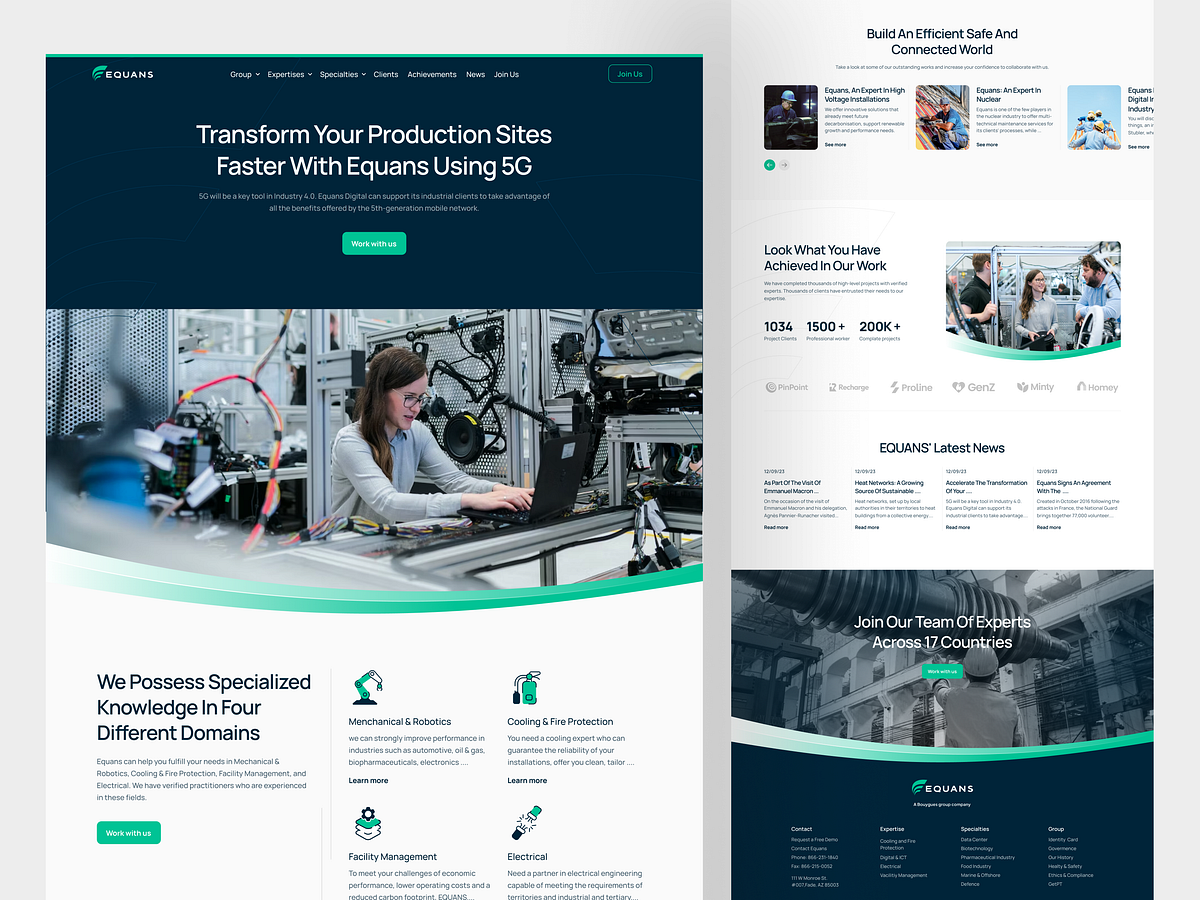 EQUANS
Group
Expertises
Specialties
Clients
Achievements
News
Join Us
Join Us
Transform Your Production Sites
Faster With Equans Using 5G
5G will be a key tool in Industry 4.0. Equans Digital can support its industrial clients to take advantage of
all the benefits offered by the 5th-generation mobile network.
Work with us
We Possess Specialized
Knowledge In Four
Different Domains
Equans can help you fulfill your needs in Mechanical &
Robotics, Cooling & Fire Protection, Facility Management, and
Electrical. We have verified practitioners who are experienced
in these fields.
Work with us
Menchanical & Robotics
we can strongly improve performance in
industries such as automotive, oil & gas,
biopharmaceuticals, electronics ....
Learn more
Cooling & Fire Protection
You need a cooling expert who can
guarantee the reliability of your
installations, offer you clean, tailor ....
Learn more
Facility Management
To meet your challenges of economic
performance, lower operating costs and a
reduced carbon footprint, EQUANS....
Electrical
Need a partner in electrical engineering
capable of meeting the requirements of
territories and industrial and tertiary....
Build An Efficient Safe And
Connected World
Take a look at some of our outstanding works and increase your confidence to collaborate with us.
Equans, An Expert In High
Voltage Installations
We offer innovative solutions that
already meet future
decarbonisation, support renewable
growth and performance needs.
See more
Equans: An Expert In
Nuclear
Equans is one of the few players in
the nuclear industry to offer multi-
technical maintenance services for
its clients' processes, while ...
See more
Equans
Digital
Industry
You will
things, an
Stubler, wh
See more
Look What You Have
Achieved In Our Work
We have completed thousands of high-level projects with verified
experts. Thousands of clients have entrusted their needs to our
expertise.
1034
Project Clients
1500 +
Professional worker
200K +
Complate projects
PinPoint
Recharge
Proline
GenZ
Minty
Homey
EQUANS' Latest News
12/09/23
As Part Of The Visit Of
Emmanuel Macron ...
On the occasion of the visit of
Emmanuel Macron and his delegation,
Agnès Pannier-Runacher visited...
Read more
12/09/23
Heat Networks: A Growing
Source Of Sustainable ....
Heat networks, set up by local
authorities in their territories to heat
buildings from a collective energy...
Read more
12/09/23
Accelerate The Transformation
Of Your ....
5G will be a key tool in Industry 4.0.
Equans Digital can support its
industrial clients to take advantage...
Read more
12/09/23
Equans Signs An Agreement
With The ....
Created in October 2016 following the
attacks in France, the National Guard
brings together 77,000 volunteer...
Read more
Join Our Team Of Experts
Across 17 Countries
Work with us
EQUANS
A Bouygues group company
Contact
Request a Free Demo
Contact Equans
Phone: 866-231-1840
Fax: 866-215-0052
111 W Monroe St.
#007,Fade, AZ 85003
Expertise
Cooling and Fire
Protection
Digital & ICT
Electrical
Vacility Management
Specialties
Data Center
Biotechnology
Pharmaceutical Industry
Food Industry
Marine & Offshore
Defence
Group
Identity Card
Governence
Our History
Healty & Safety
Ethics & Compliance
GetPT